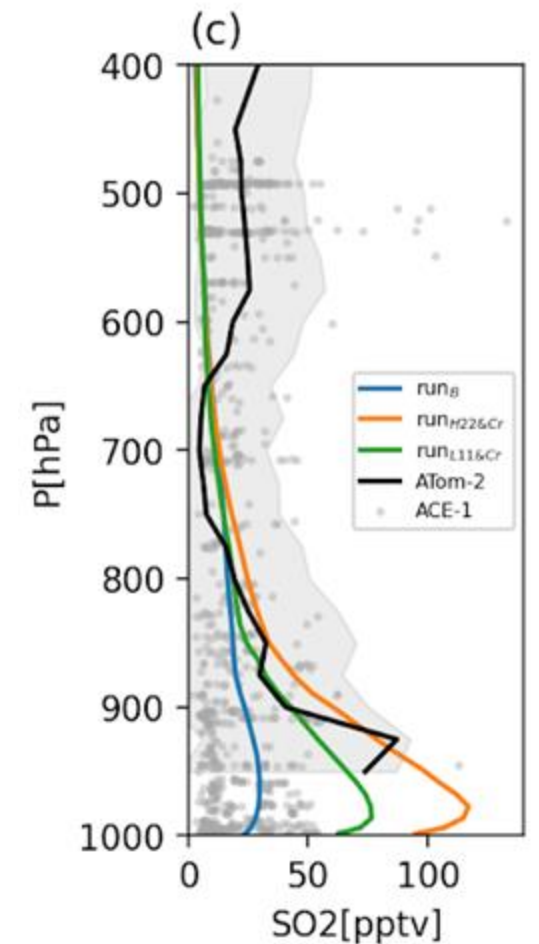 (c)
400
500
600
700
800
900
1000
P[hPa]
run_B
run_H22&Cr
run_L11&Cr
ATom-2
ACE-1
0 50 100
SO2[pptv]